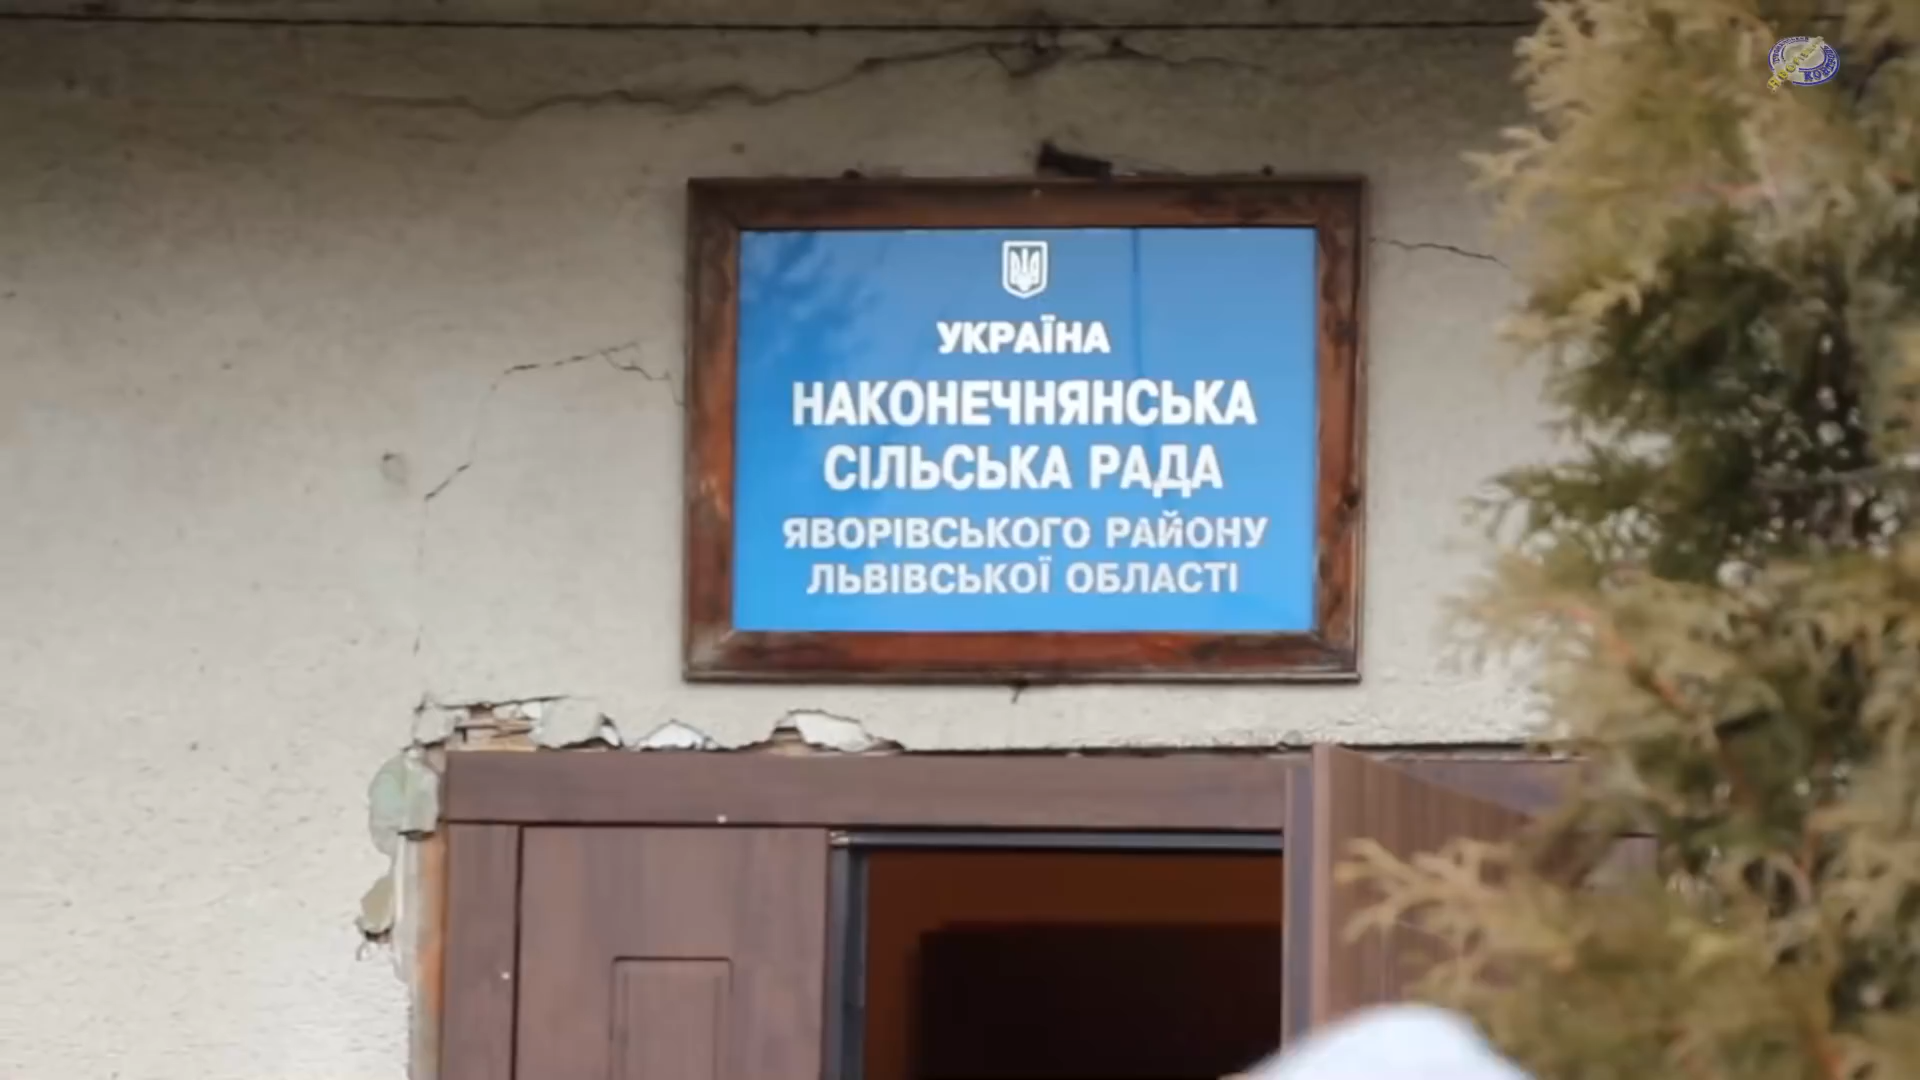 УКРАЇНА
НАКОНЕЧНЯНСЬКА
СІЛЬСЬКА РАДА
ЯВОРІВСЬКОГО РАЙОНУ
ЛЬВІВСЬКОЇ ОБЛАСТІ